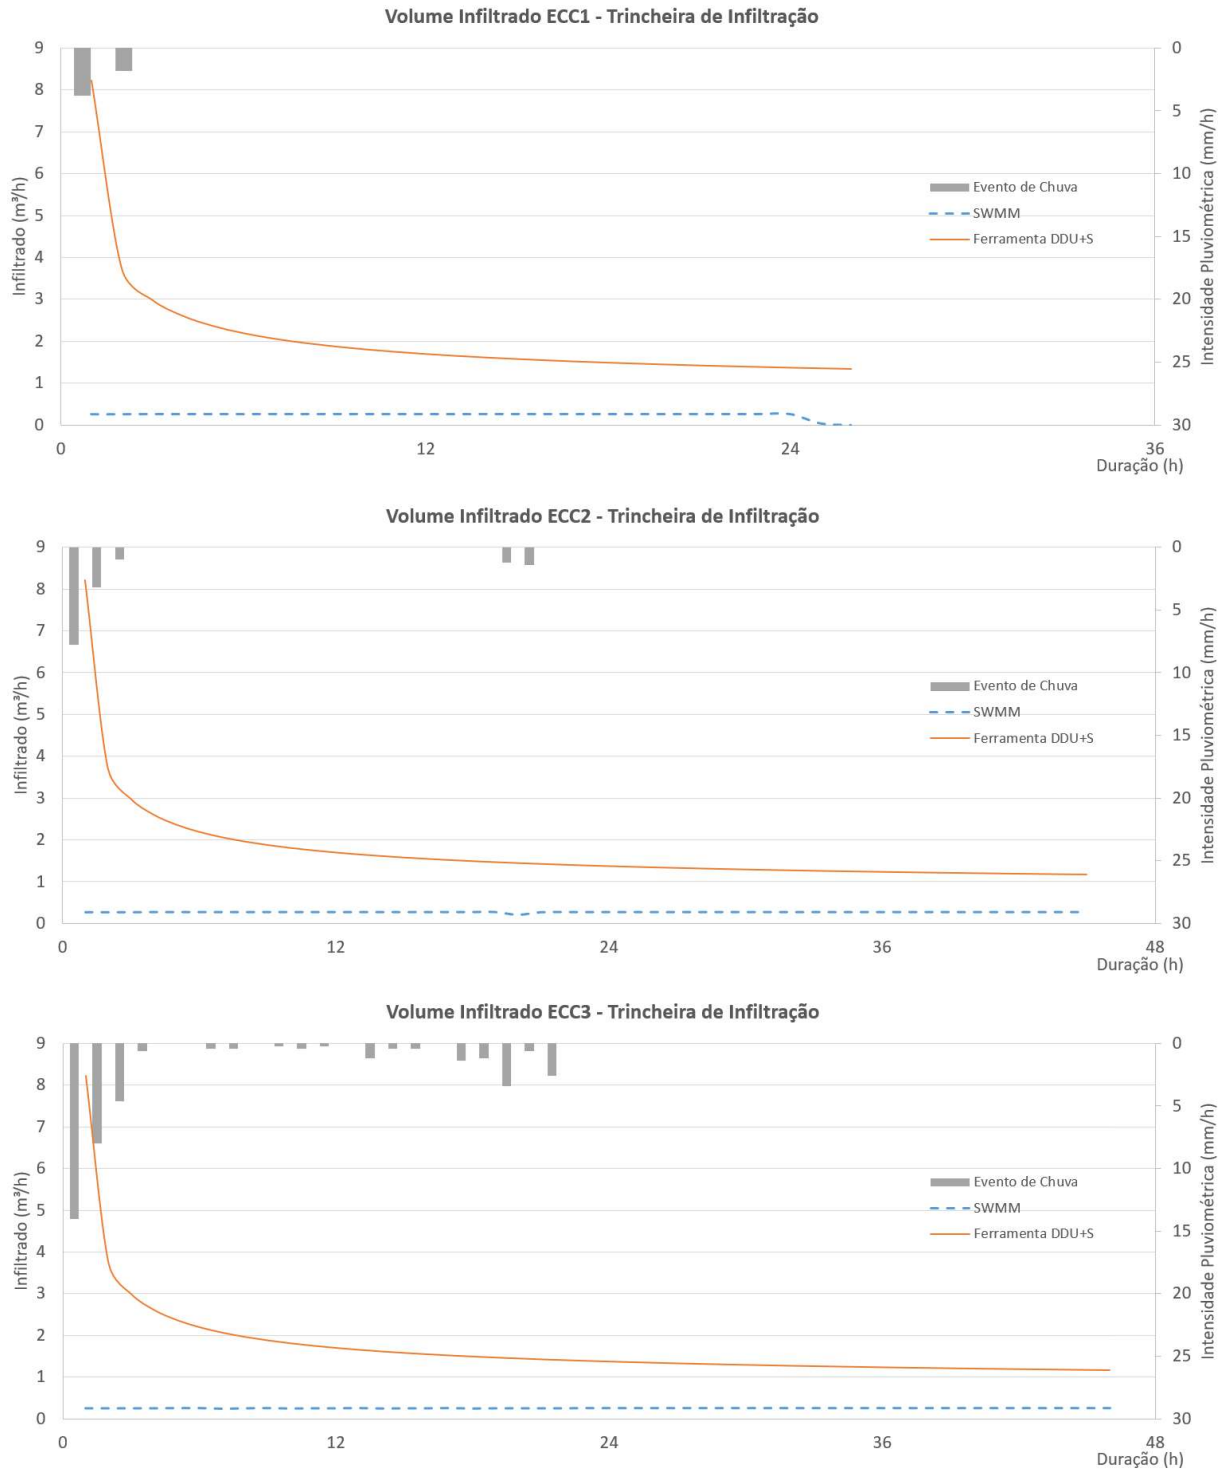 Volume Infiltrado ECC1 - Trincheira de Infiltração
9
8
7
6
5
4
3
2
1
0
Infiltrado (m³/h)
0
5
10
15
20
25
30
Intensidade Pluviométrica (mm/h)
Evento de Chuva
SWMM
Ferramenta DDU+S
0 12 24 36
Duração (h)
Volume Infiltrado ECC2 - Trincheira de Infiltração
9
8
7
6
5
4
3
2
1
0
Infiltrado (m³/h)
0
5
10
15
20
25
30
Intensidade Pluviométrica (mm/h)
Evento de Chuva
SWMM
Ferramenta DDU+S
0 12 24 36 48
Duração (h)
Volume Infiltrado ECC3 - Trincheira de Infiltração
9
8
7
6
5
4
3
2
1
0
Infiltrado (m³/h)
0
5
10
15
20
25
30
Intensidade Pluviométrica (mm/h)
Evento de Chuva
SWMM
Ferramenta DDU+S
0 12 24 36 48
Duração (h)